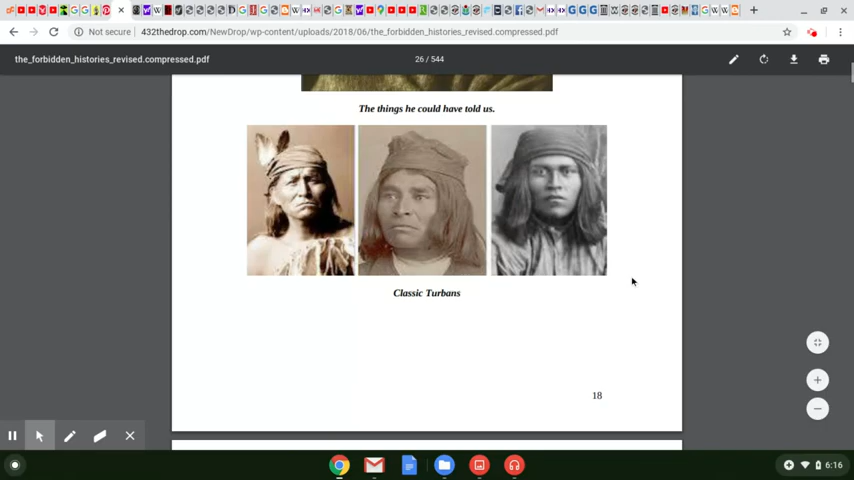 Not secure
432thedrop.com/NewDrop/wp-content/uploads/2018/06/the_forbidden_histories_revised.compressed.pdf
the_forbidden_histories_revised.compressed.pdf
26 / 544
The things he could have told us.
Classic Turbans
18
6:16